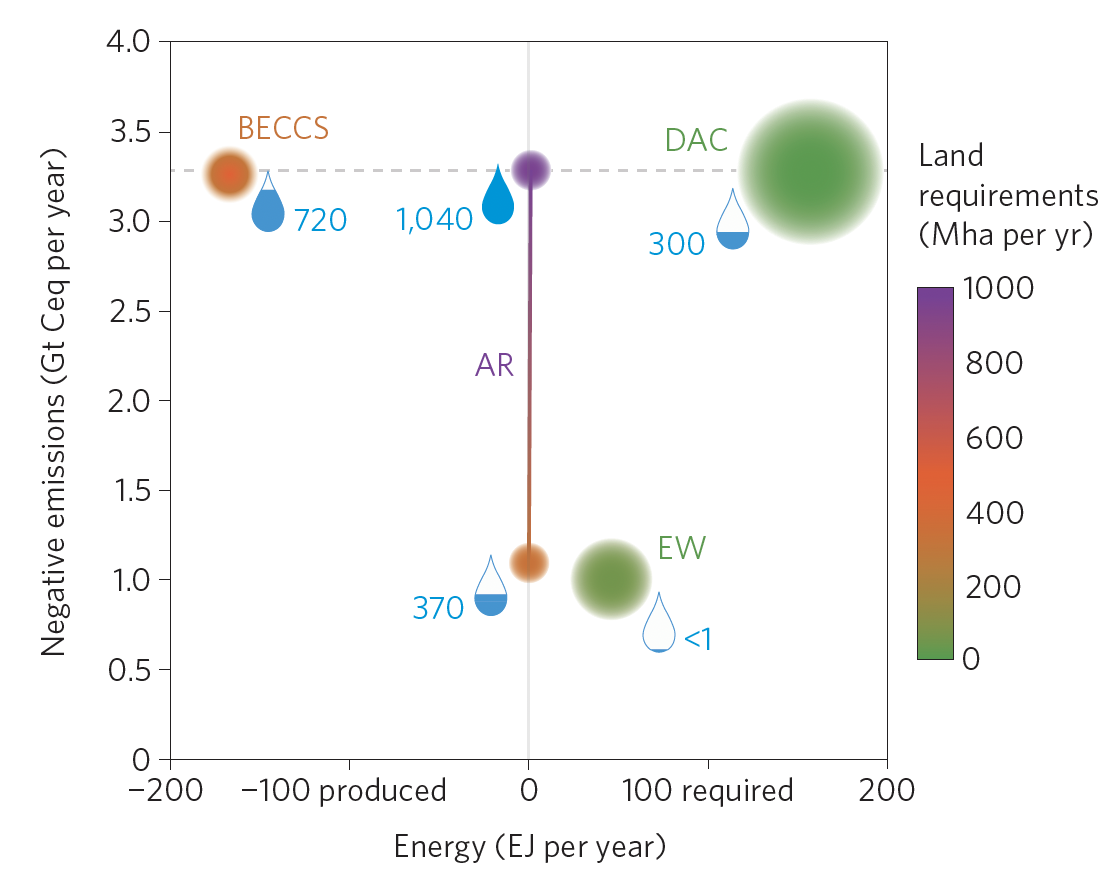 4.0
3.5
3.0
2.5
2.0
1.5
1.0
0.5
0
Negative emissions (Gt Ceq per year)
BECCS
720
1,040
DAC
300
AR
370
EW
<1
−200
−100 produced
0
100 required
200
Energy (EJ per year)
Land
requirements
(Mha per yr)
1000
800
600
400
200
0